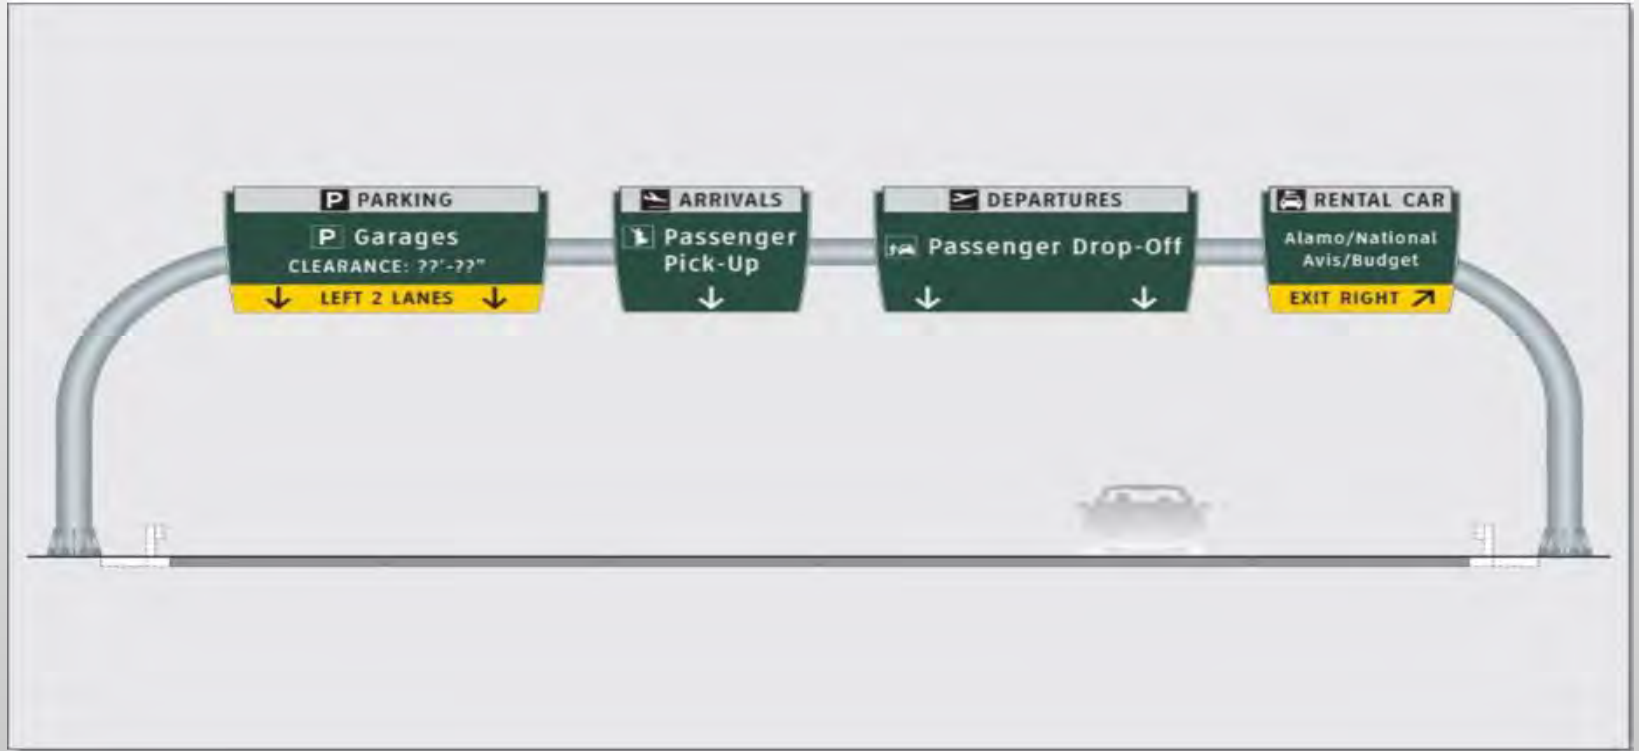 P PARKING
P Garages
CLEARANCE: ??'-??"
LEFT 2 LANES
ARRIVALS
Passenger
Pick-Up
DEPARTURES
Passenger Drop-Off
RENTAL CAR
Alamo/National
Avis/Budget
EXIT RIGHT